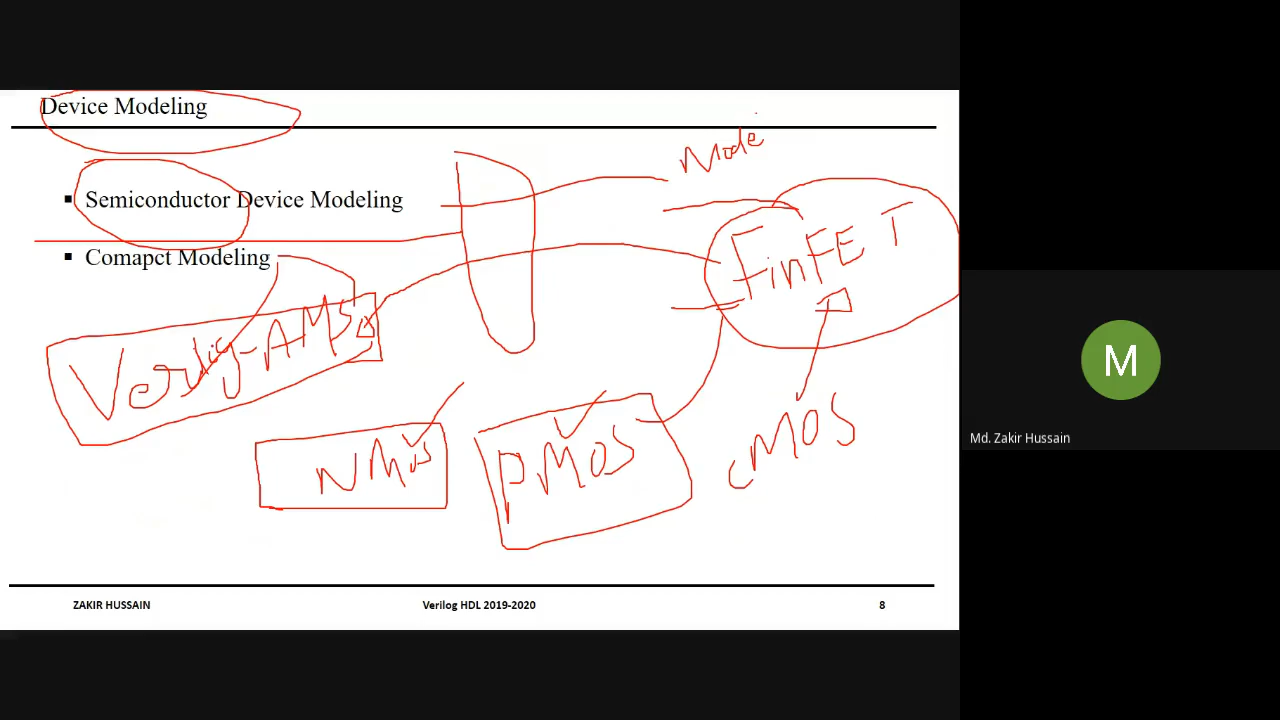 Device Modeling
Mode
▪ Semiconductor Device Modeling
FinFET
▪ Comapct Modeling
Verilg-AMS
NMOS
PMOS
CMOS
M
Md. Zakir Hussain
ZAKIR HUSSAIN
Verilog HDL 2019-2020
8